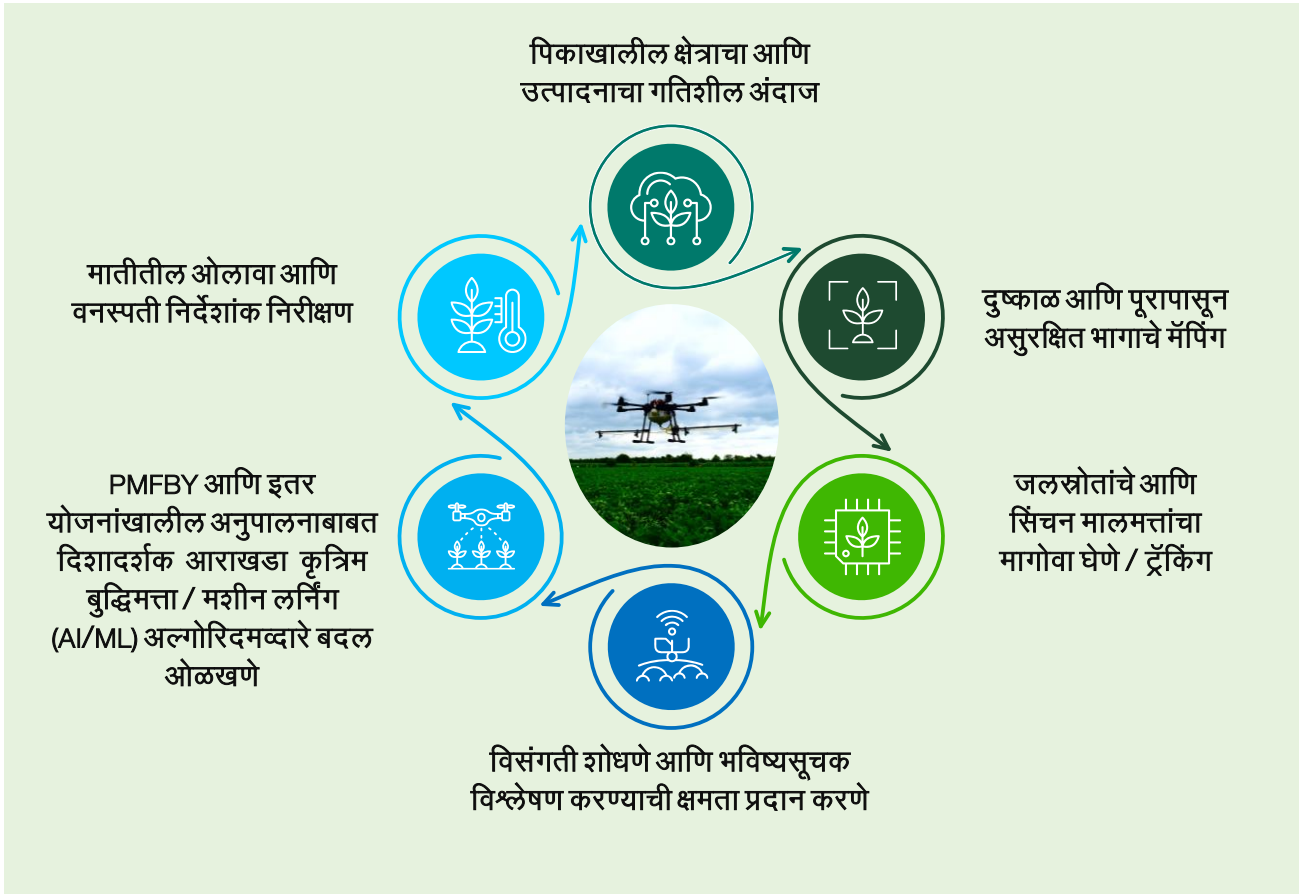 पिकाखालील क्षेत्राचा आणि
उत्पादनाचा गतिशील अंदाज
दुष्काळ आणि पूरापासून
असुरक्षित भागाचे मॅपिंग
जलस्रोतांचे आणि
सिंचन मालमत्तांचा
मागोवा घेणे / ट्रॅकिंग
विसंगती शोधणे आणि भविष्यसूचक
विश्लेषण करण्याची क्षमता प्रदान करणे
PMFBY आणि इतर
योजनांखालील अनुपालनाबाबत
दिशादर्शक आराखडा कृत्रिम
बुद्धिमत्ता / मशीन लर्निंग
(AI/ML) अल्गोरिदमव्दारे बदल
ओळखणे
मातीतील ओलावा आणि
वनस्पती निर्देशांक निरीक्षण